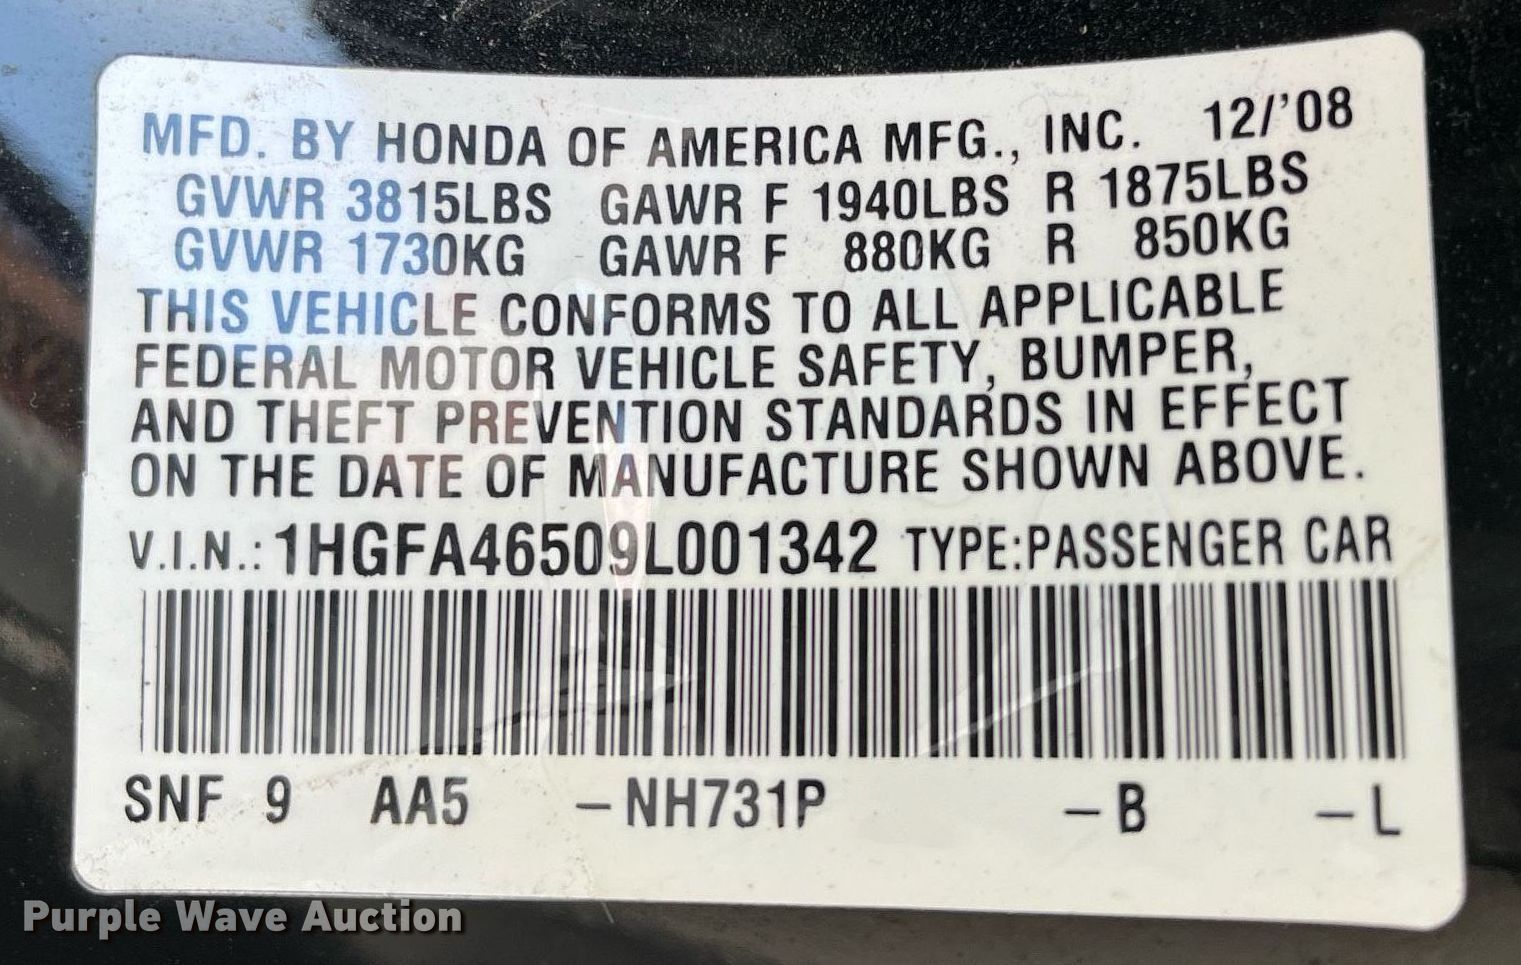 MFD. BY HONDA OF AMERICA MFG., INC. 12/'08
GVWR 3815LBS GAWR F 1940LBS R 1875LBS
GVWR 1730KG GAWR F 880KG R 850KG
THIS VEHICLE CONFORMS TO ALL APPLICABLE
FEDERAL MOTOR VEHICLE SAFETY, BUMPER,
AND THEFT PREVENTION STANDARDS IN EFFECT
ON THE DATE OF MANUFACTURE SHOWN ABOVE.
V.I.N.: 1HGFA46509L001342 TYPE:PASSENGER CAR
SNF 9 AA5 –NH731P –B –L
Purple Wave Auction